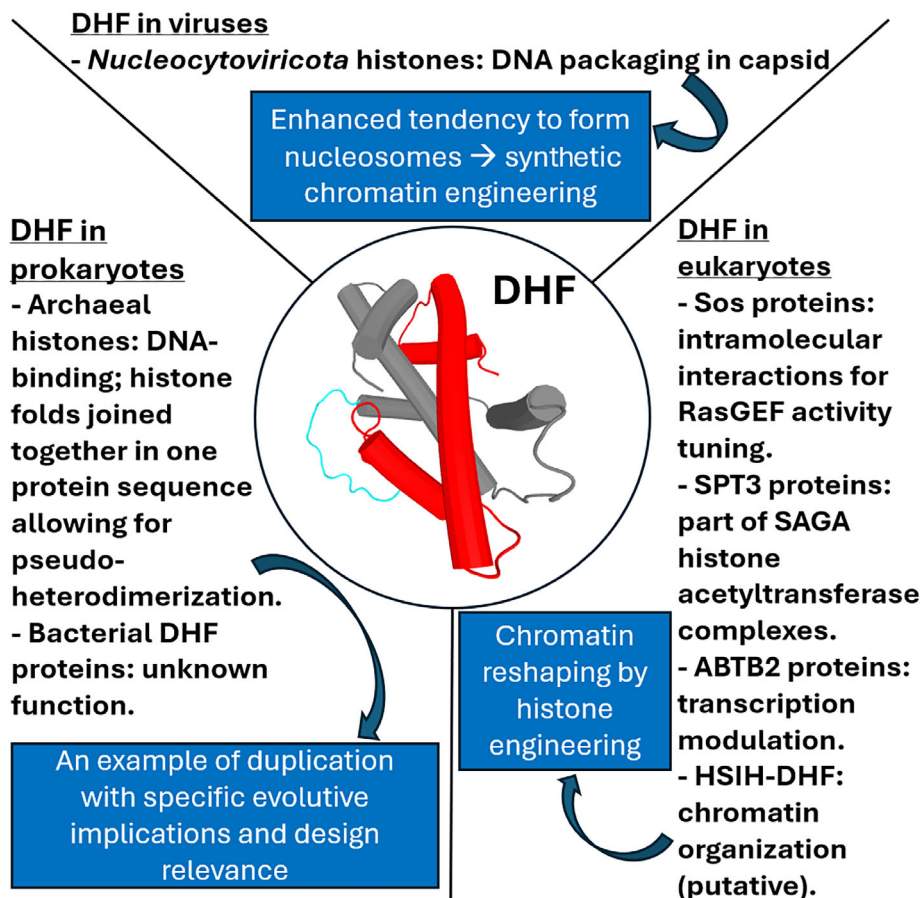 DHF in viruses
- Nucleocytoviricota histones: DNA packaging in capsid
Enhanced tendency to form
nucleosomes → synthetic
chromatin engineering
DHF in
prokaryotes
- Archaeal
histones: DNA-
binding; histone
folds joined
together in one
protein sequence
allowing for
pseudo-
heterodimerization.
- Bacterial DHF
proteins: unknown
function.
An example of duplication
with specific evolutive
implications and design
relevance
DHF
DHF in
eukaryotes
- Sos proteins:
intramolecular
interactions for
RasGEF activity
tuning.
- SPT3 proteins:
part of SAGA
histone
acetyltransferase
complexes.
- ABTB2 proteins:
transcription
modulation.
- HSIH-DHF:
chromatin
organization
(putative).
Chromatin
reshaping by
histone
engineering